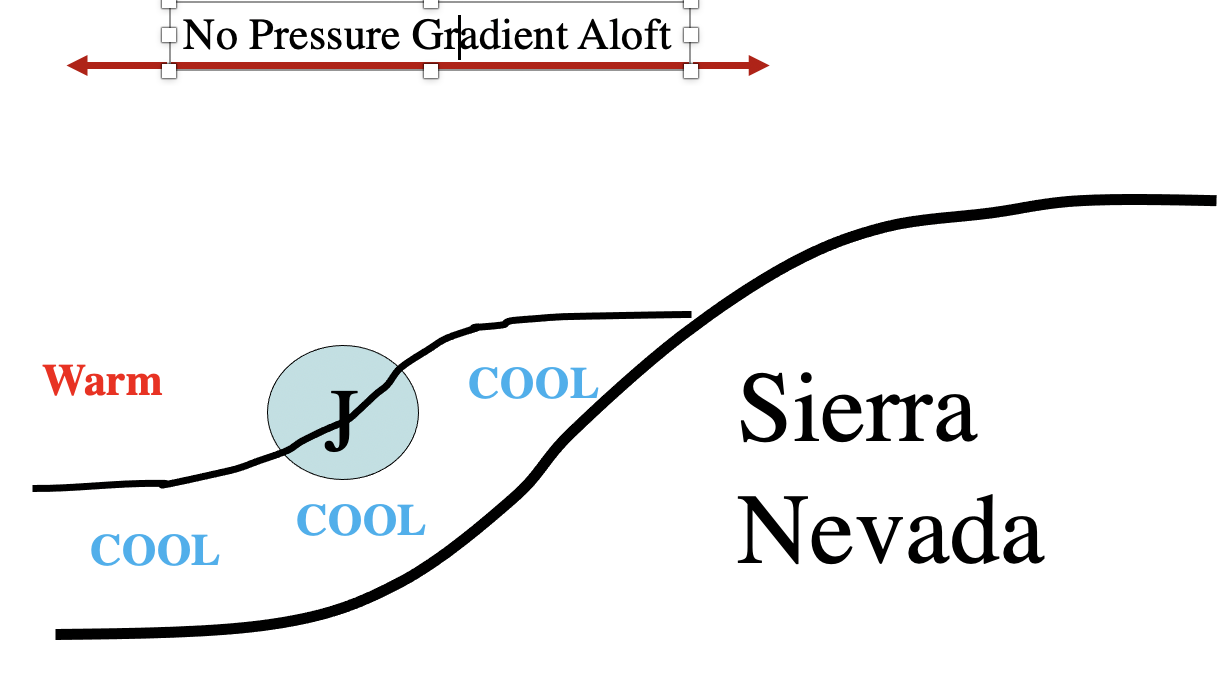 No Pressure Gradient Aloft
Warm
COOL
J
Sierra
COOL
COOL
Nevada